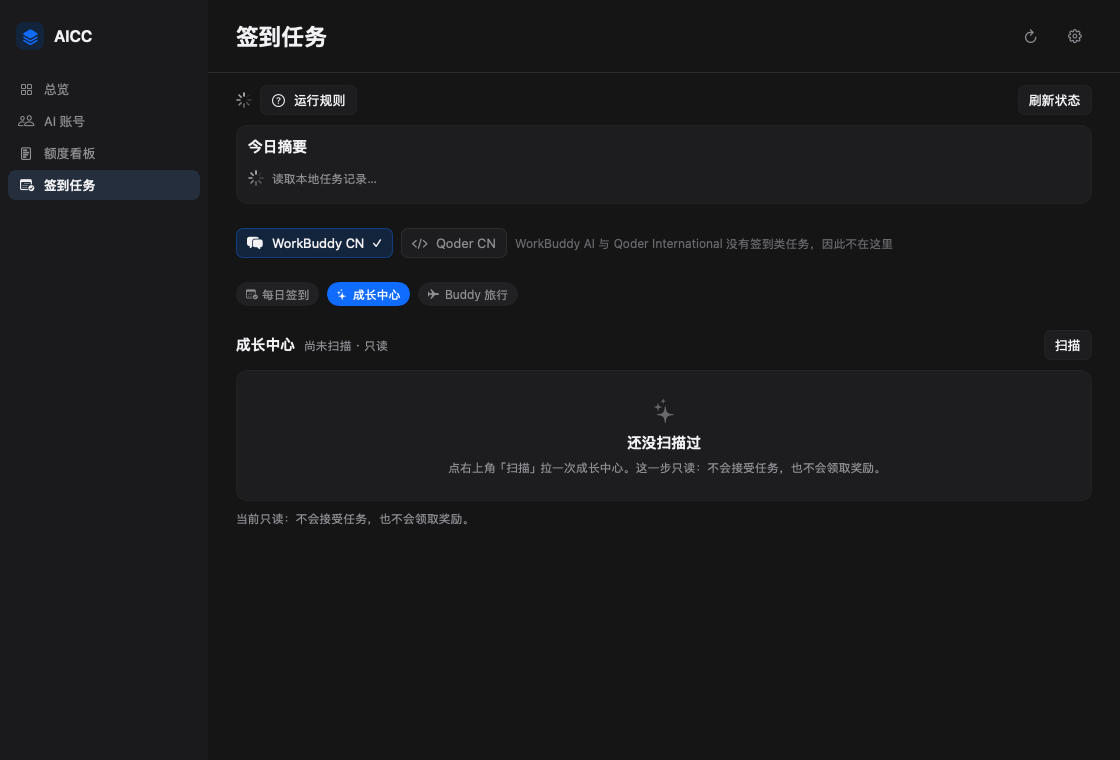 AICC
签到任务
总览
AI 账号
额度看板
签到任务
运行规则
刷新状态
今日摘要
读取本地任务记录...
WorkBuddy CN
</> Qoder CN
WorkBuddy AI 与 Qoder International 没有签到类任务，因此不在这里
每日签到
成长中心
Buddy 旅行
成长中心 尚未扫描 · 只读
扫描
还没扫描过
点右上角「扫描」拉一次成长中心。这一步只读：不会接受任务，也不会领取奖励。
当前只读：不会接受任务，也不会领取奖励。